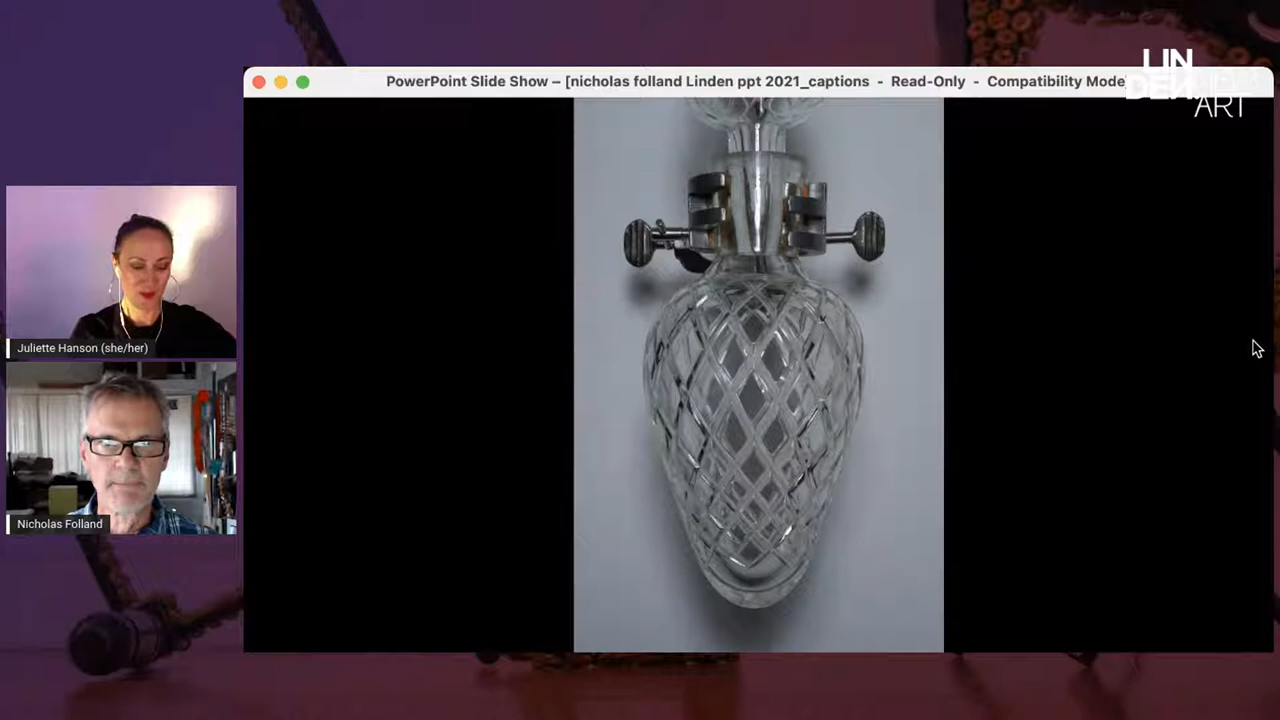 PowerPoint Slide Show – [nicholas folland Linden ppt 2021_captions - Read-Only - Compatibility Mode
LIN
DEN
ART
Juliette Hanson (she/her)
Nicholas Folland